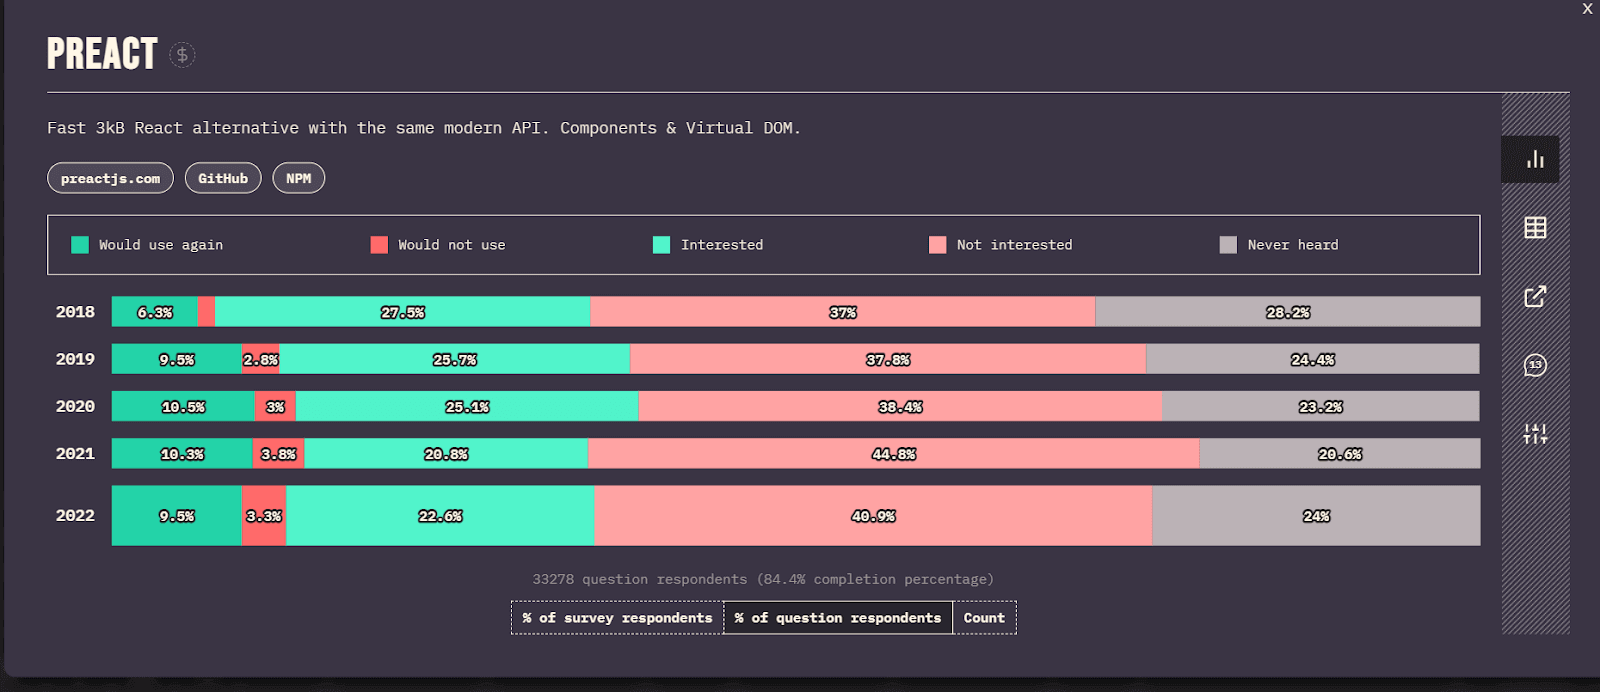 X
PREACT $
Fast 3kB React alternative with the same modern API. Components & Virtual DOM.
preactjs.com GitHub NPM
Would use again Would not use Interested Not interested Never heard
2018 6.3% 27.5% 37% 28.2%
2019 9.5% 2.8% 25.7% 37.8% 24.4%
2020 10.5% 3% 25.1% 38.4% 23.2%
2021 10.3% 3.8% 20.8% 44.8% 20.6%
2022 9.5% 3.3% 22.6% 40.9% 24%
13
33278 question respondents (84.4% completion percentage)
% of survey respondents % of question respondents Count